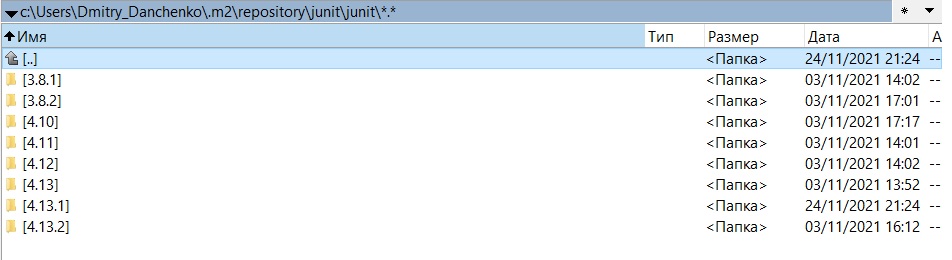 c:\Users\Dmitry_Danchenko\.m2\repository\junit\junit\*.* * ▼
Имя Тип Размер Дата А
[..] <Папка> 24/11/2021 21:24 --
[3.8.1] <Папка> 03/11/2021 14:02 --
[3.8.2] <Папка> 03/11/2021 17:01 --
[4.10] <Папка> 03/11/2021 17:17 --
[4.11] <Папка> 03/11/2021 14:01 --
[4.12] <Папка> 03/11/2021 14:02 --
[4.13] <Папка> 03/11/2021 13:52 --
[4.13.1] <Папка> 24/11/2021 21:24 --
[4.13.2] <Папка> 03/11/2021 16:12 --